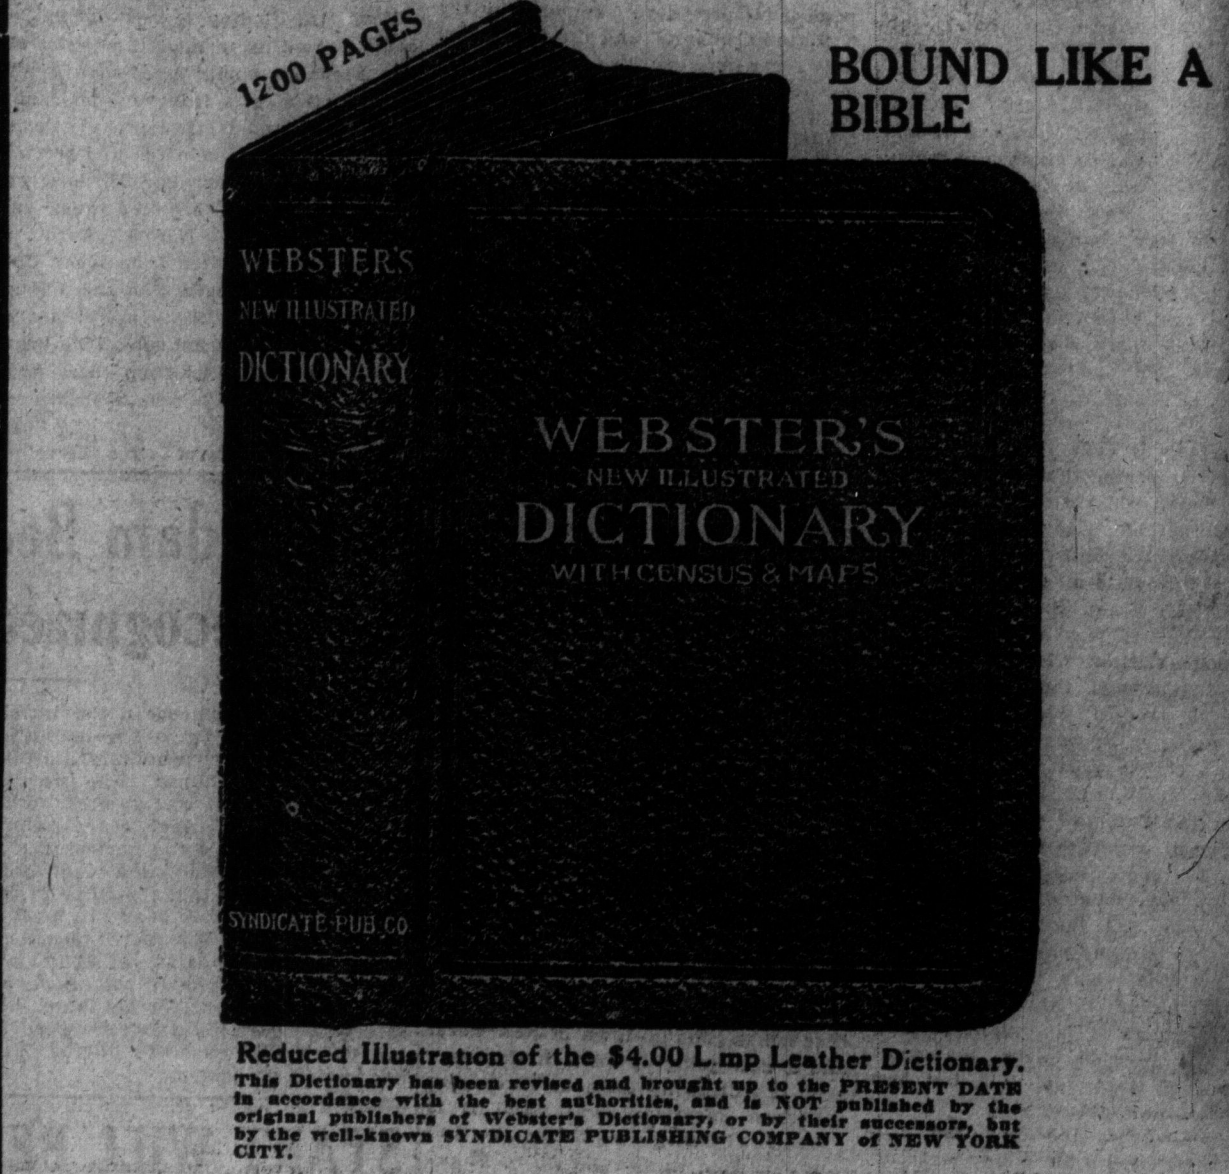 1200 PAGES
BOUND LIKE A
BIBLE
WEBSTER'S
NEW ILLUSTRATED
DICTIONARY
WEBSTER'S
NEW ILLUSTRATED
DICTIONARY
WITH CENSUS & MAPS
SYNDICATE PUB. CO.
Reduced Illustration of the $4.00 L mp Leather Dictionary.
This Dictionary has been revised and brought up to the PRESENT DATE
in accordance with the best authorities, and is NOT published by the
original publishers of Webster's Dictionary, or by their successors, but
by the well-known SYNDICATE PUBLISHING COMPANY of NEW YORK
CITY.